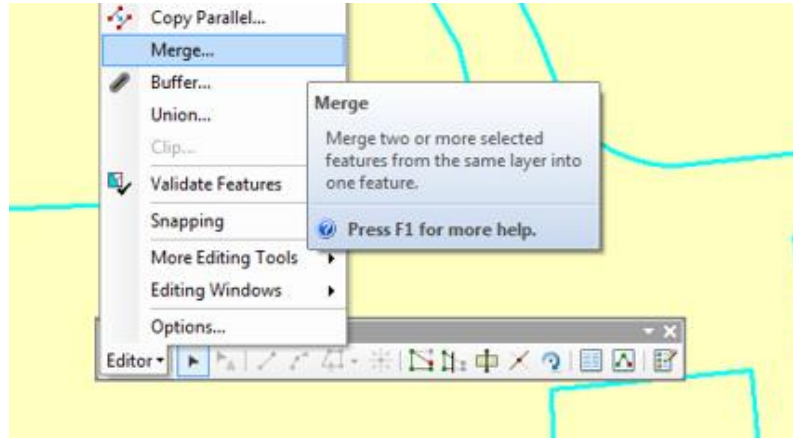 Copy Parallel...
Merge...
Buffer...
Union...
Clip...
Validate Features
Snapping
More Editing Tools
Editing Windows
Options...
Editor
Merge
Merge two or more selected
features from the same layer into
one feature.
Press F1 for more help.